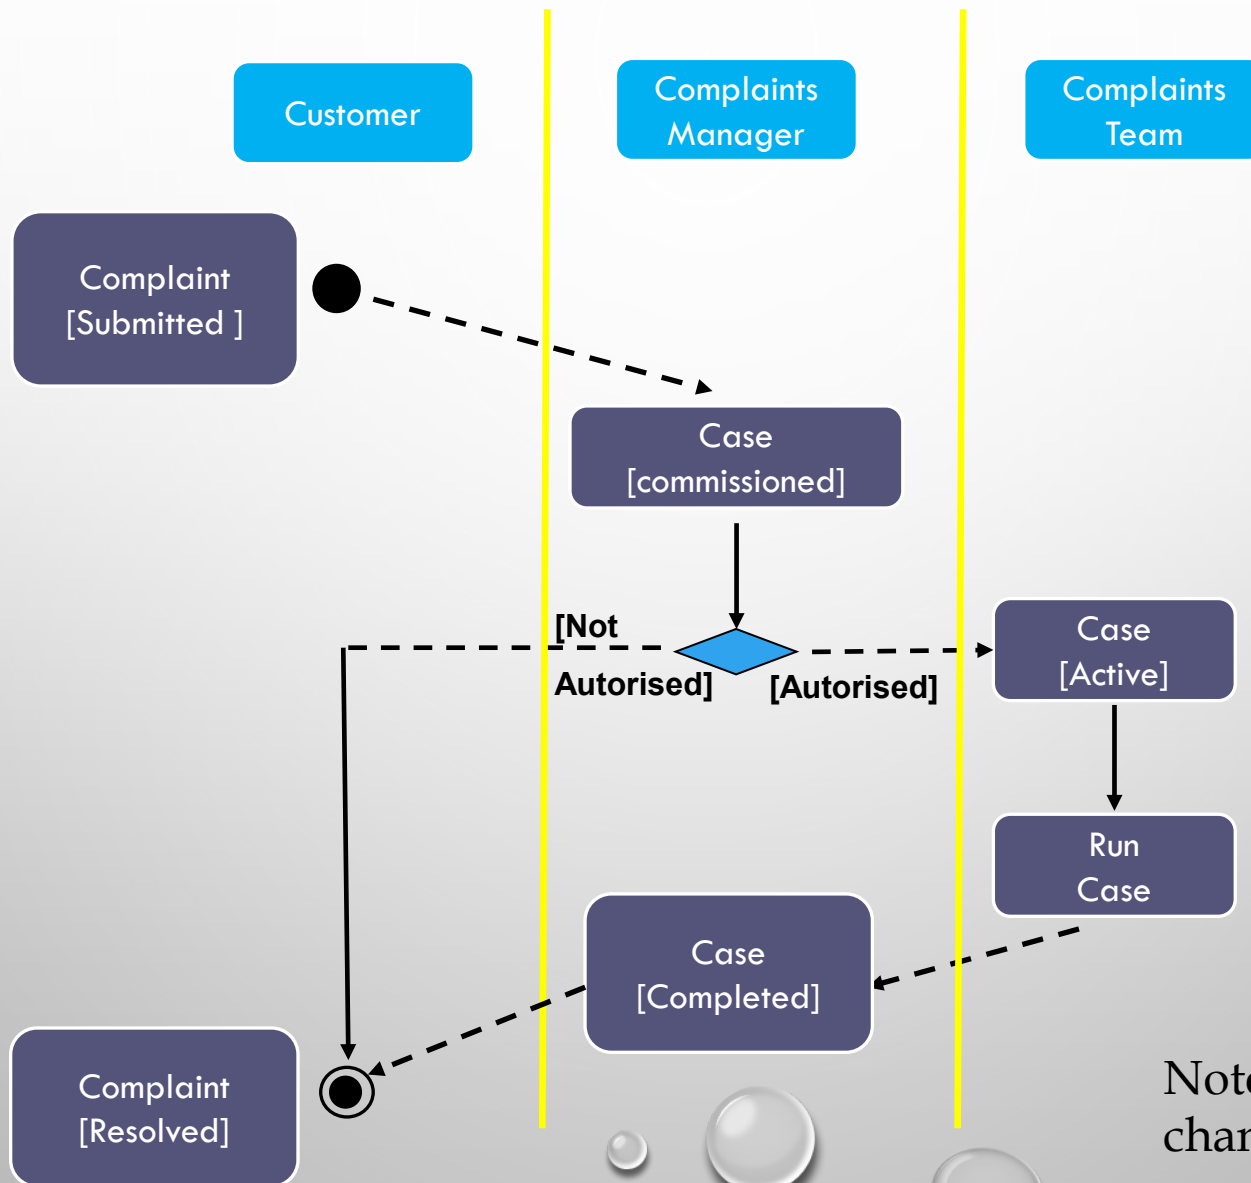 Customer
Complaints
Manager
Complaints
Team
Complaint
[Submitted ]
Case
[commissioned]
[Not
Autorised]
[Autorised]
Case
[Active]
Run
Case
Case
[Completed]
Complaint
[Resolved]